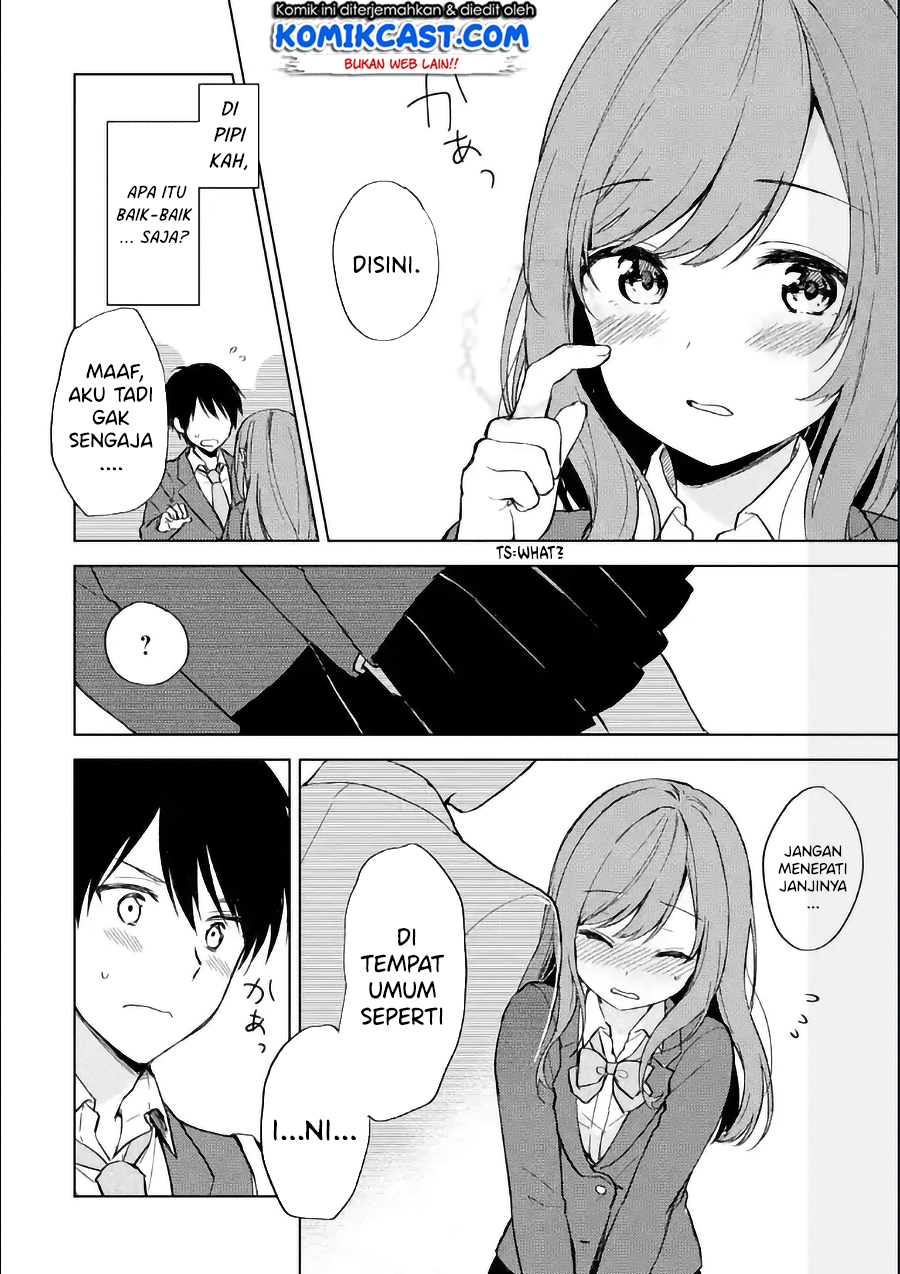 Komik ini diterjemahkan & diedit oleh
KOMIKCAST.COM
BUKAN WEB LAIN!!
かぁっ
DISINI.
DI
PIPI
KAH,
APA ITU
BAIK-BAIK
... SAJA?
MAAF,
AKU TADI
GAK
SENGAJA
....
TS:WHAT?
?
JANGAN
MENEPATI
JANJINYA
...
DI
TEMPAT
UMUM
SEPERTI
I...NI...
かぁっ